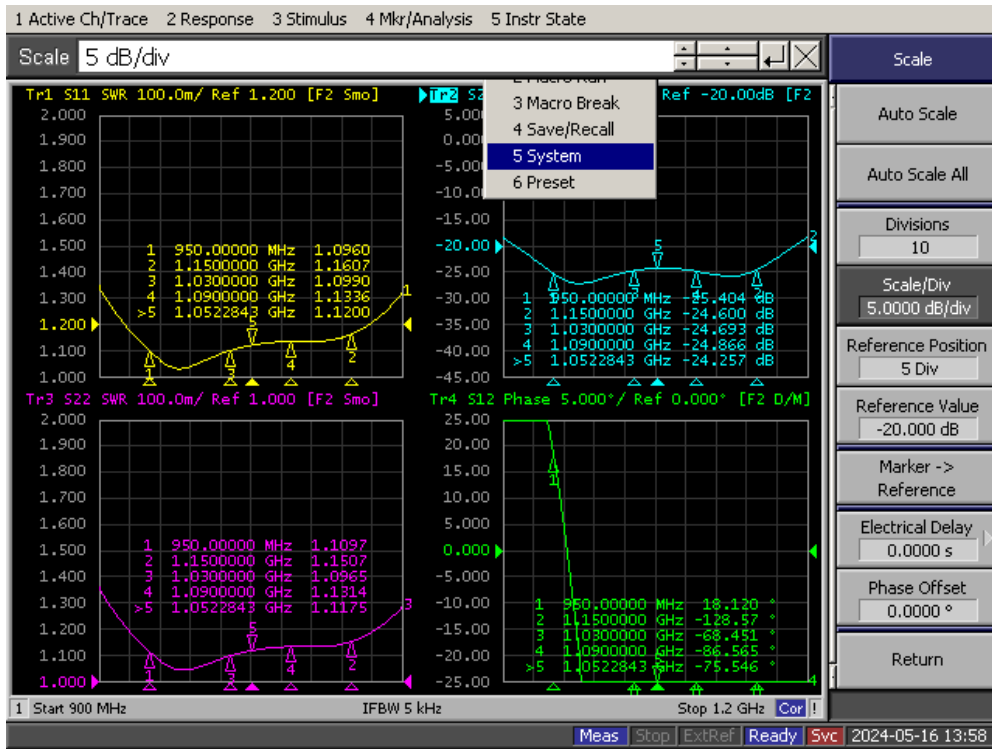 1 Active Ch/Trace 2 Response 3 Stimulus 4 Mkr/Analysis 5 Instr State
Scale 5 dB/div
Scale
Tr1 S11 SWR 100.0m/ Ref 1.200 [F2 Smo]
2.000
1.900
1.800
1.700
1.600
1.500
1.400
1.300
1.200
1.100
1.000
1 950.00000 MHz 1.0960
2 1.1500000 GHz 1.1607
3 1.0300000 GHz 1.0990
4 1.0900000 GHz 1.1336
>5 1.0522843 GHz 1.1200
Tr2 Ref -20.00dB [F2
2 Macro Run
3 Macro Break
4 Save/Recall
5 System
6 Preset
-15.00
-20.00
-25.00
-30.00
-35.00
-40.00
-45.00
1 950.00000 MHz -25.404 dB
2 1.1500000 GHz -24.600 dB
3 1.0300000 GHz -24.693 dB
4 1.0900000 GHz -24.866 dB
>5 1.0522843 GHz -24.257 dB
Tr3 S22 SWR 100.0m/ Ref 1.000 [F2 Smo]
2.000
1.900
1.800
1.700
1.600
1.500
1.400
1.300
1.200
1.100
1.000
1 950.00000 MHz 1.1097
2 1.1500000 GHz 1.1507
3 1.0300000 GHz 1.0965
4 1.0900000 GHz 1.1314
>5 1.0522843 GHz 1.1175
Tr4 S12 Phase 5.000°/ Ref 0.000° [F2 D/M]
25.00
20.00
15.00
10.00
5.000
0.000
-5.000
-10.00
-15.00
-20.00
-25.00
1 950.00000 MHz 18.120 °
2 1.1500000 GHz -128.57 °
3 1.0300000 GHz -68.451 °
4 1.0900000 GHz -86.565 °
>5 1.0522843 GHz -75.546 °
Auto Scale
Auto Scale All
Divisions
10
Scale/Div
5.0000 dB/div
Reference Position
5 Div
Reference Value
-20.000 dB
Marker ->
Reference
Electrical Delay
0.0000 s
Phase Offset
0.0000 °
Return
1 Start 900 MHz IFBW 5 kHz Stop 1.2 GHz Cor !
Meas Stop ExtRef Ready Svc 2024-05-16 13:58